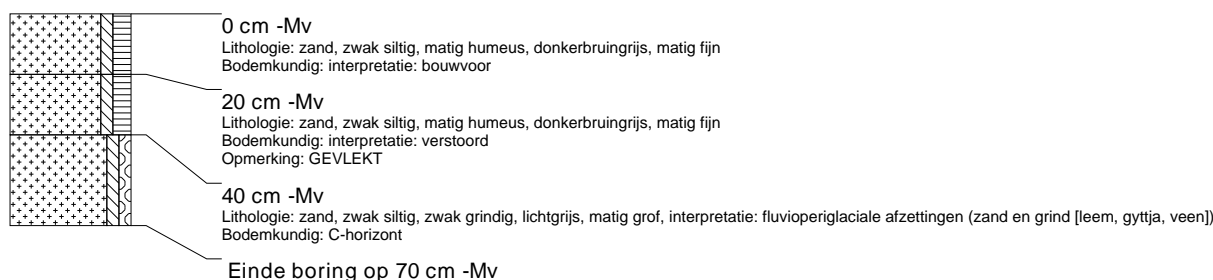 0 cm -Mv
Lithologie: zand, zwak siltig, matig humeus, donkerbruingrijs, matig fijn
Bodemkundig: interpretatie: bouwvoor
20 cm -Mv
Lithologie: zand, zwak siltig, matig humeus, donkerbruingrijs, matig fijn
Bodemkundig: interpretatie: verstoord
Opmerking: GEVLEKT
40 cm -Mv
Lithologie: zand, zwak siltig, zwak grindig, lichtgrijs, matig grof, interpretatie: fluvioperiglaciale afzettingen (zand en grind [leem, gyttja, veen])
Bodemkundig: C-horizont
Einde boring op 70 cm -Mv